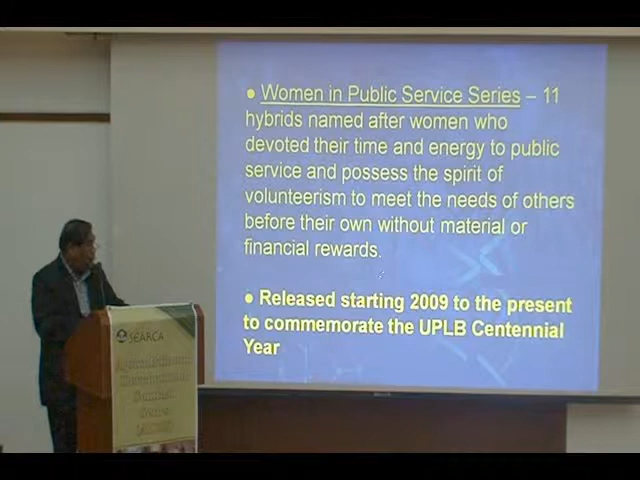 ● Women in Public Service Series – 11
hybrids named after women who
devoted their time and energy to public
service and possess the spirit of
volunteerism to meet the needs of others
before their own without material or
financial rewards.
● Released starting 2009 to the present
to commemorate the UPLB Centennial
Year
SEARCA
Seminar
Series